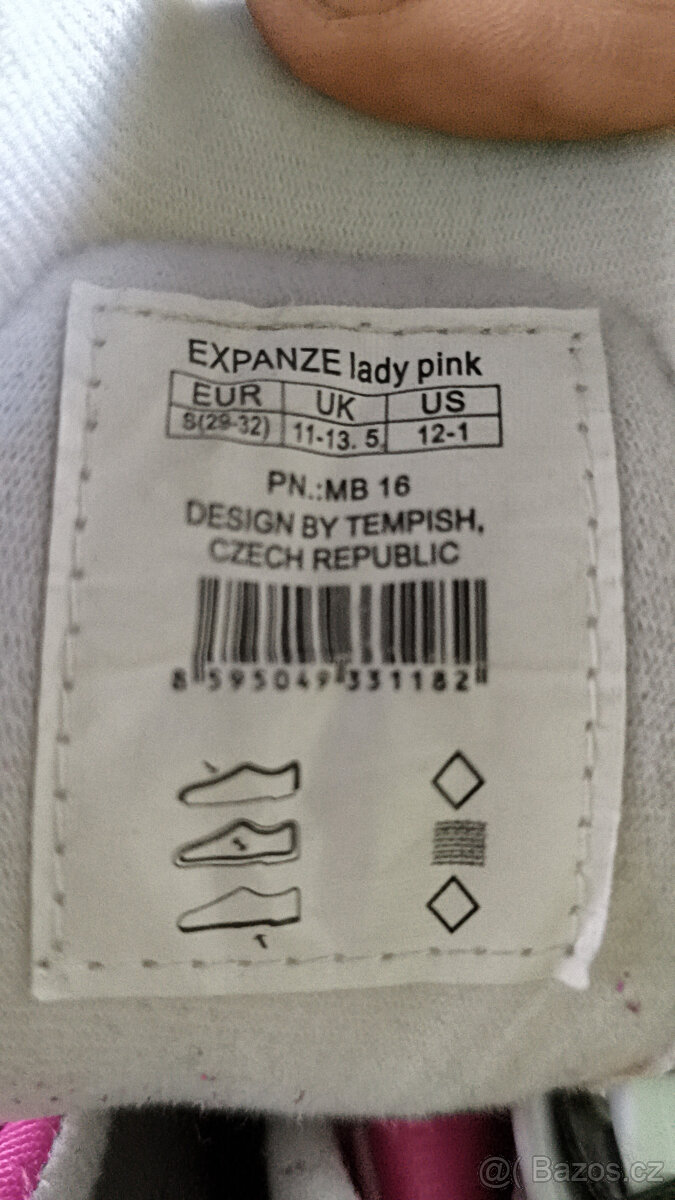 EXPANZE lady pink
EUR UK US
S(29-32) 11-13. 5 12-1
PN.:MB 16
DESIGN BY TEMPISH,
CZECH REPUBLIC
8 595049 331182
@( Bazos.cz